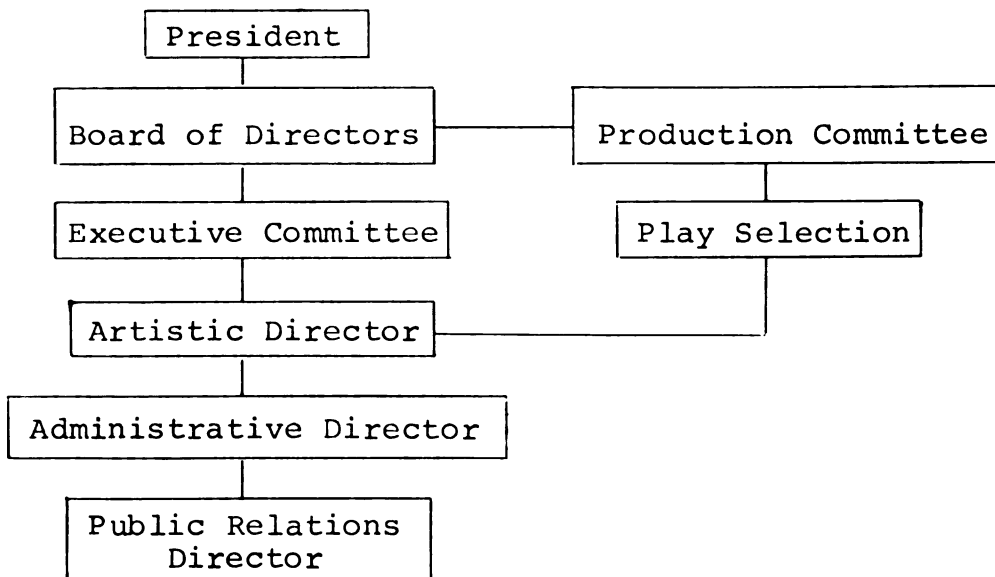 President
Board of Directors
Production Committee
Executive Committee
Play Selection
Artistic Director
Administrative Director
Public Relations
Director